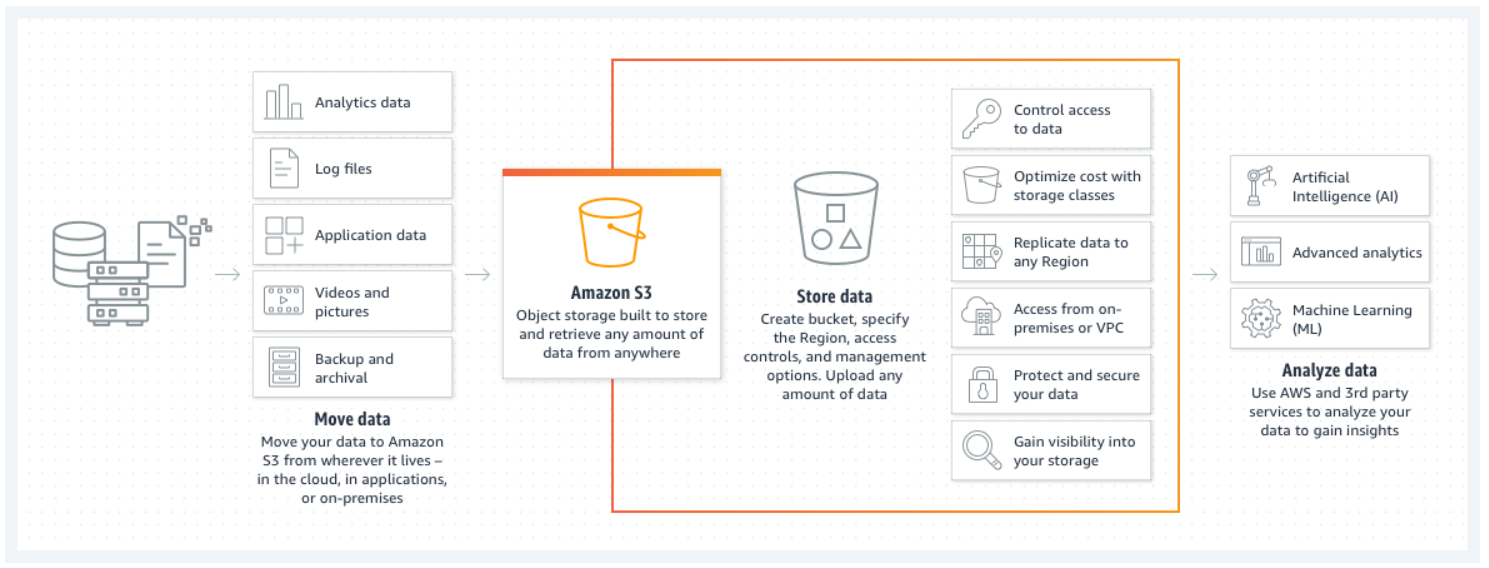 Analytics data
Log files
Application data
Videos and
pictures
Backup and
archival
Move data
Move your data to Amazon
S3 from wherever it lives –
in the cloud, in applications,
or on-premises
Amazon S3
Object storage built to store
and retrieve any amount of
data from anywhere
Store data
Create bucket, specify
the Region, access
controls, and management
options. Upload any
amount of data
Control access
to data
Optimize cost with
storage classes
Replicate data to
any Region
Access from on-
premises or VPC
Protect and secure
your data
Gain visibility into
your storage
Artificial
Intelligence (AI)
Advanced analytics
Machine Learning
(ML)
Analyze data
Use AWS and 3rd party
services to analyze your
data to gain insights